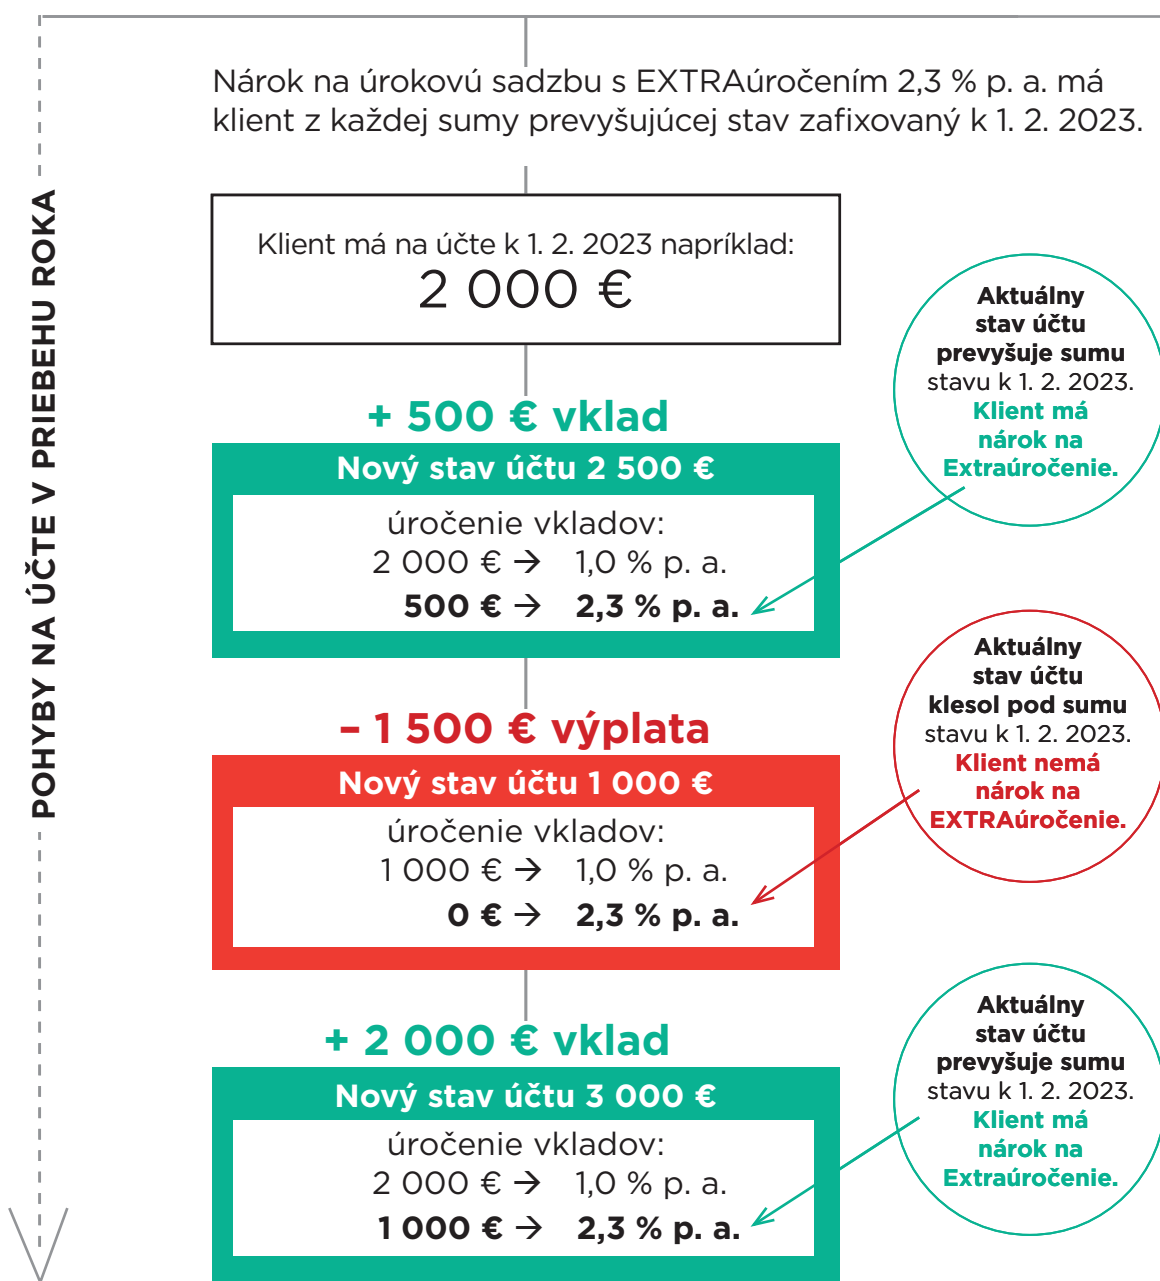 Nárok na úrokovú sadzbu s EXTRAúročením 2,3 % p. a. má
klient z každej sumy prevyšujúcej stav zafixovaný k 1. 2. 2023.
POHYBY NA ÚČTE V PRIEBEHU ROKA
Klient má na účte k 1. 2. 2023 napríklad:
2 000 €
Aktuálny
stav účtu
prevyšuje sumu
stavu k 1. 2. 2023.
Klient má
nárok na
Extraúročenie.
+ 500 € vklad
Nový stav účtu 2 500 €
úročenie vkladov:
2 000 € → 1,0 % p. a.
500 € → 2,3 % p. a.
Aktuálny
stav účtu
klesol pod sumu
stavu k 1. 2. 2023.
Klient nemá
nárok na
EXTRAúročenie.
– 1 500 € výplata
Nový stav účtu 1 000 €
úročenie vkladov:
1 000 € → 1,0 % p. a.
0 € → 2,3 % p. a.
Aktuálny
stav účtu
prevyšuje sumu
stavu k 1. 2. 2023.
Klient má
nárok na
Extraúročenie.
+ 2 000 € vklad
Nový stav účtu 3 000 €
úročenie vkladov:
2 000 € → 1,0 % p. a.
1 000 € → 2,3 % p. a.